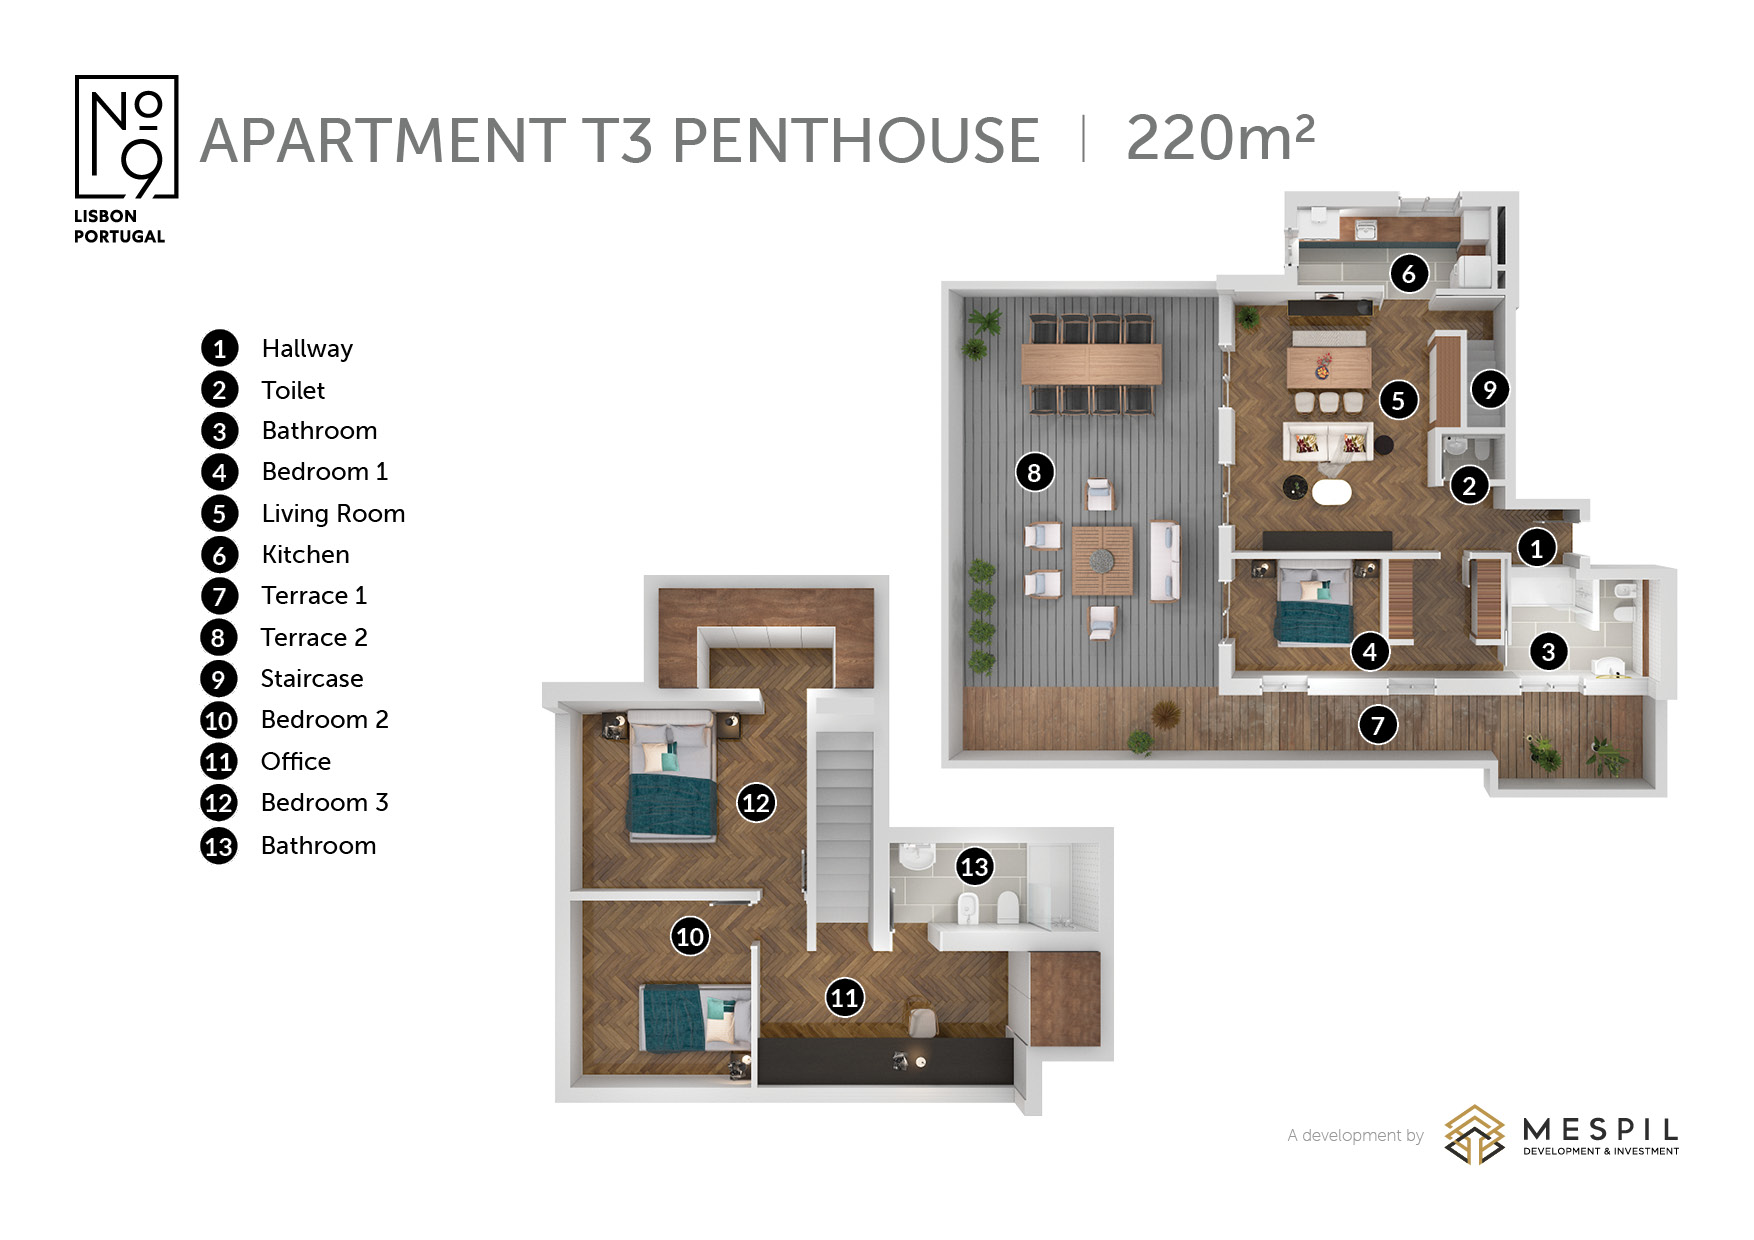 No 9
LISBON
PORTUGAL
APARTMENT T3 PENTHOUSE | 220m²
1 Hallway
2 Toilet
3 Bathroom
4 Bedroom 1
5 Living Room
6 Kitchen
7 Terrace 1
8 Terrace 2
9 Staircase
10 Bedroom 2
11 Office
12 Bedroom 3
13 Bathroom
6
9
5
8
2
1
4
3
7
12
13
10
11
A development by
MESPIL
DEVELOPMENT & INVESTMENT